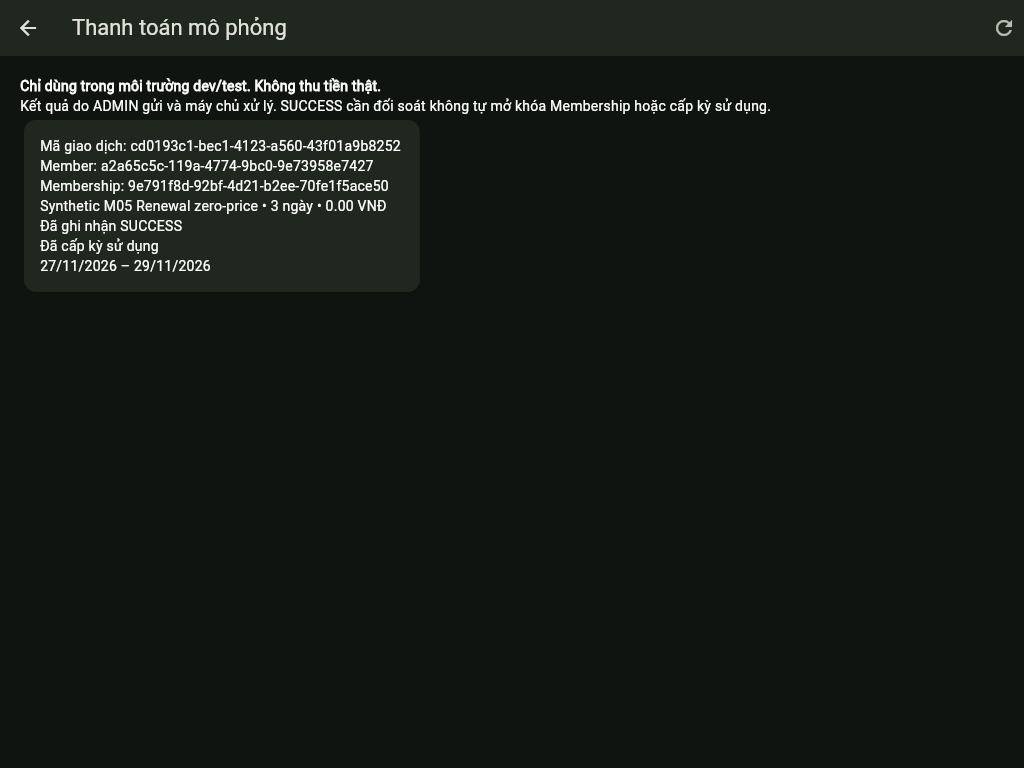 Thanh toán mô phỏng
Chỉ dùng trong môi trường dev/test. Không thu tiền thật.
Kết quả do ADMIN gửi và máy chủ xử lý. SUCCESS cần đối soát không tự mở khóa Membership hoặc cấp kỳ sử dụng.
Mã giao dịch: cd0193c1-bec1-4123-a560-43f01a9b8252
Member: a2a65c5c-119a-4774-9bc0-9e73958e7427
Membership: 9e791f8d-92bf-4d21-b2ee-70fe1f5ace50
Synthetic M05 Renewal zero-price • 3 ngày • 0.00 VNĐ
Đã ghi nhận SUCCESS
Đã cấp kỳ sử dụng
27/11/2026 – 29/11/2026